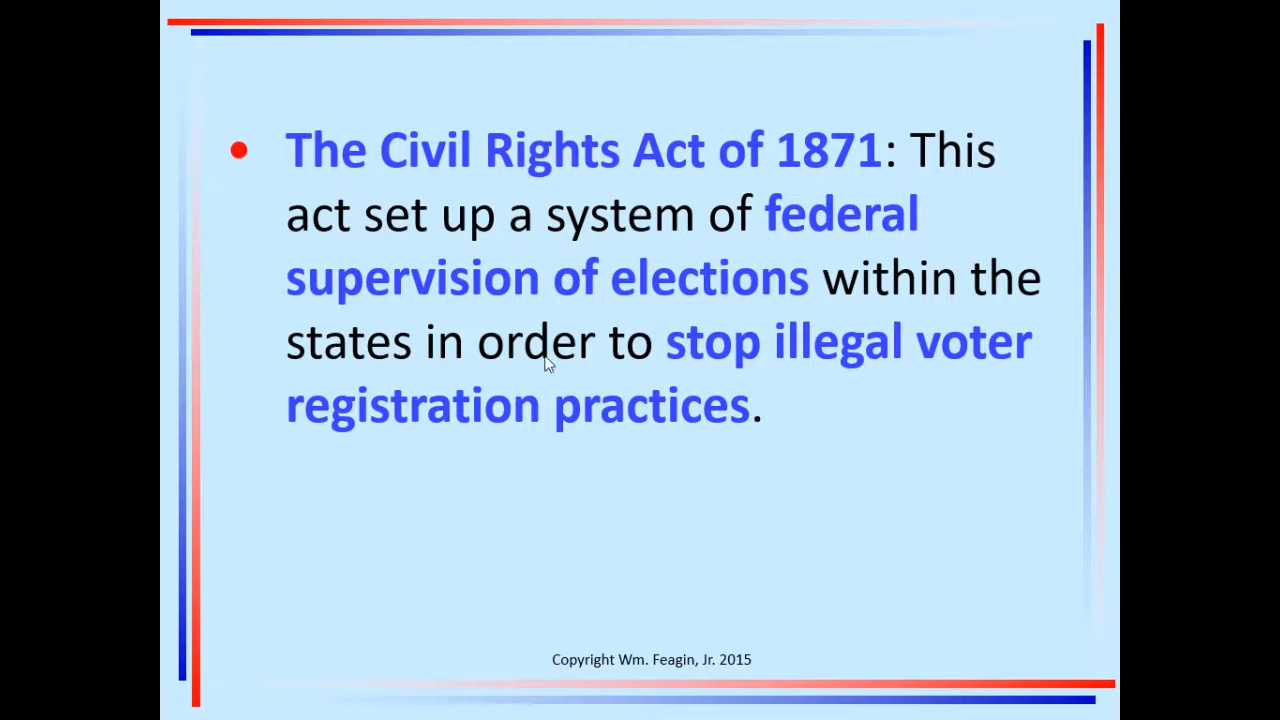 • The Civil Rights Act of 1871: This
act set up a system of federal
supervision of elections within the
states in order to stop illegal voter
registration practices.
Copyright Wm. Feagin, Jr. 2015